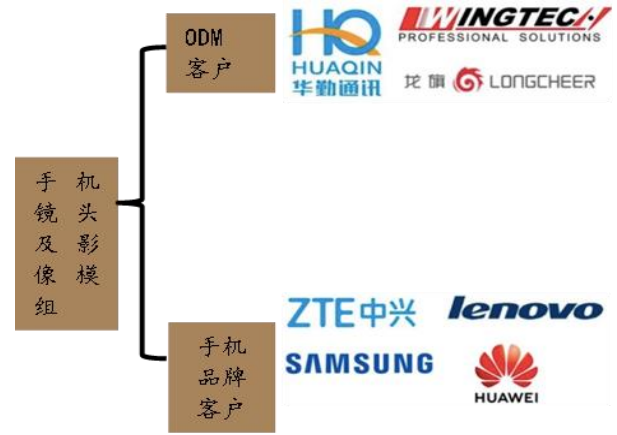 ODM
客户
HUAQIN
华勤通讯
WINGTECH
PROFESSIONAL SOLUTIONS
龙旗 LONGCHEER
手机
镜头
及影
像模
组
ZTE中兴
lenovo
手机
品牌
客户
SAMSUNG
HUAWEI